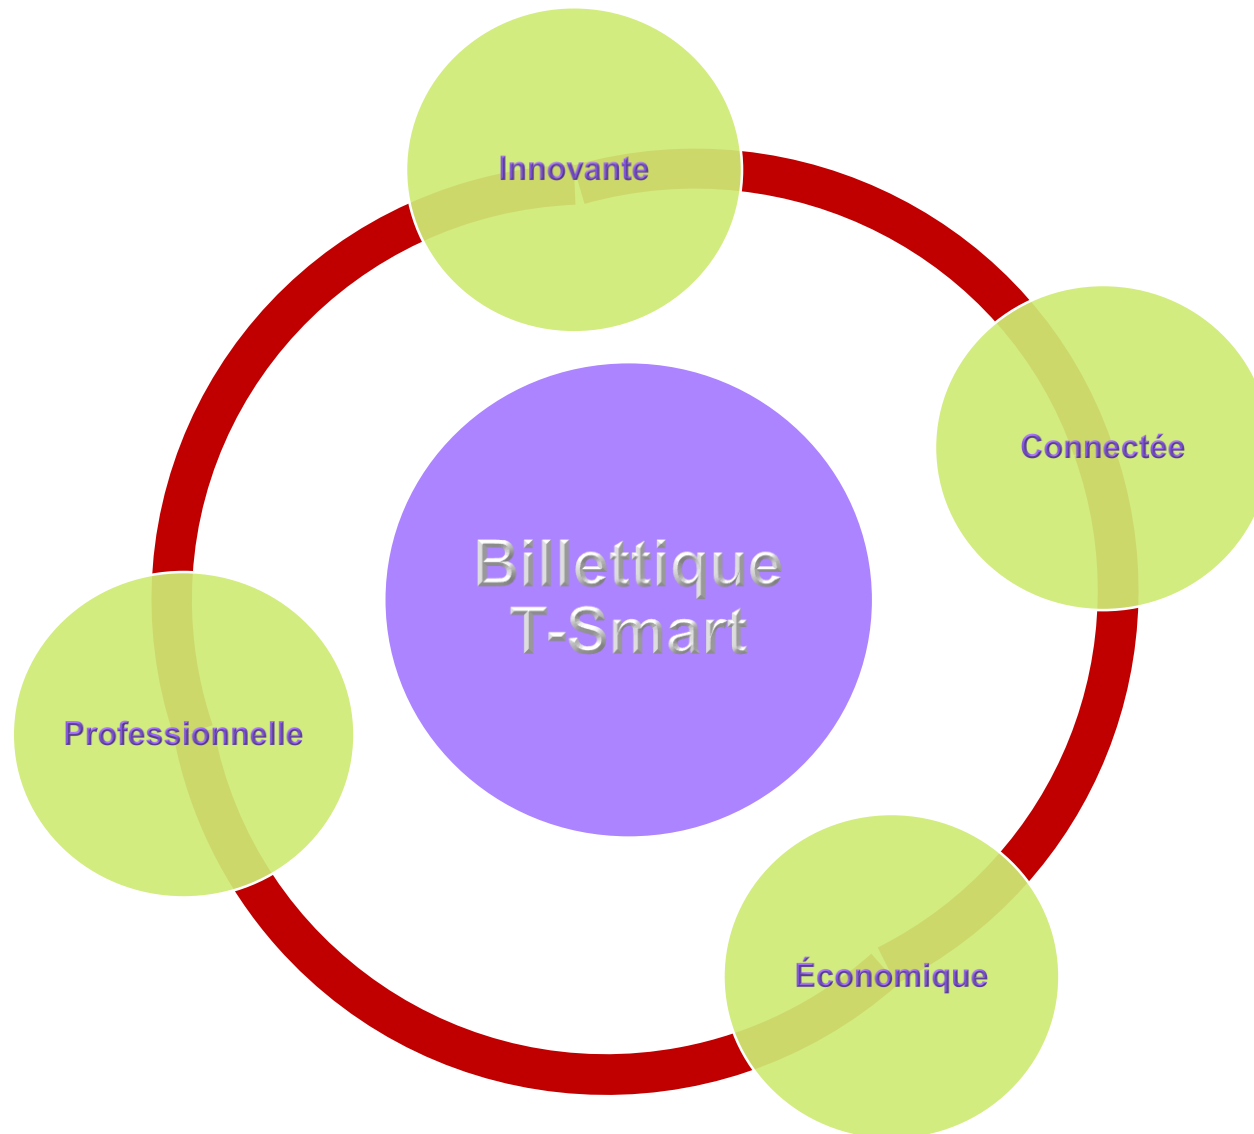 Innovante
Connectée
Billettique
T-Smart
Professionnelle
Économique